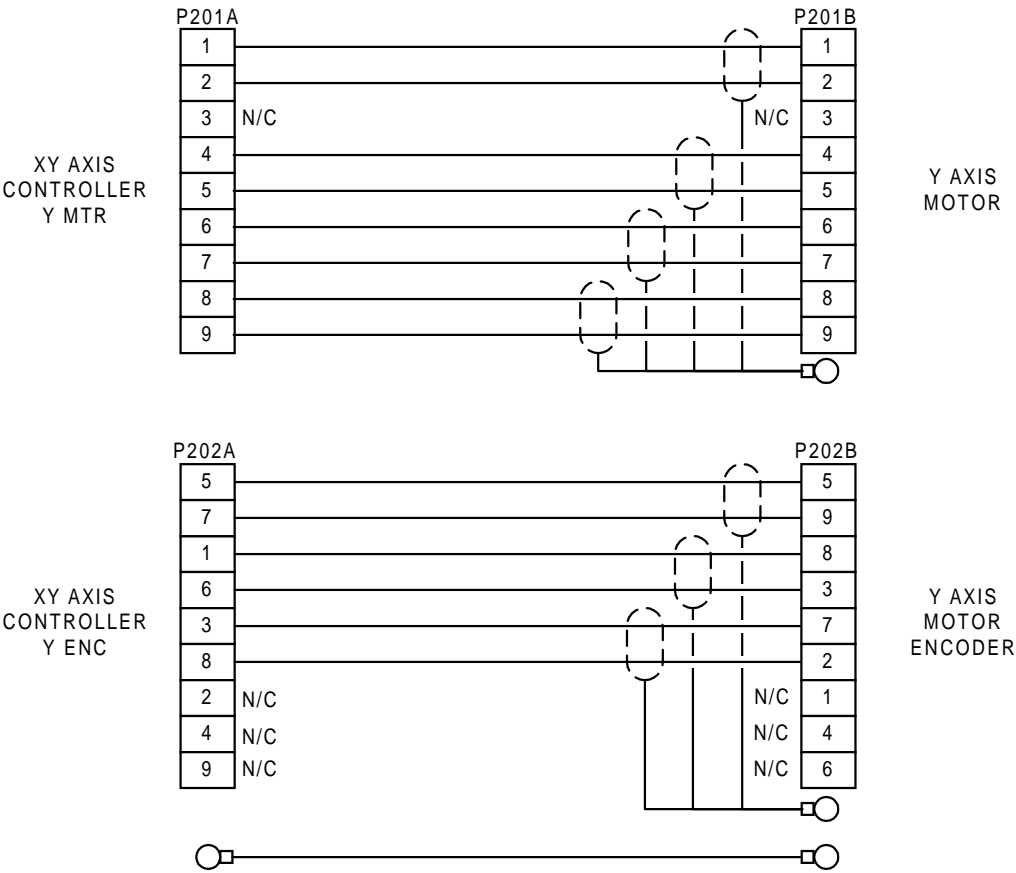 P201A P201B
1 1
2 2
3 N/C N/C 3
4 4
5 5
6 6
7 7
8 8
9 9
XY AXIS
CONTROLLER
Y MTR
Y AXIS
MOTOR
P202A P202B
5 5
7 9
1 8
6 3
3 7
8 2
2 N/C N/C 1
4 N/C N/C 4
9 N/C N/C 6
XY AXIS
CONTROLLER
Y ENC
Y AXIS
MOTOR
ENCODER